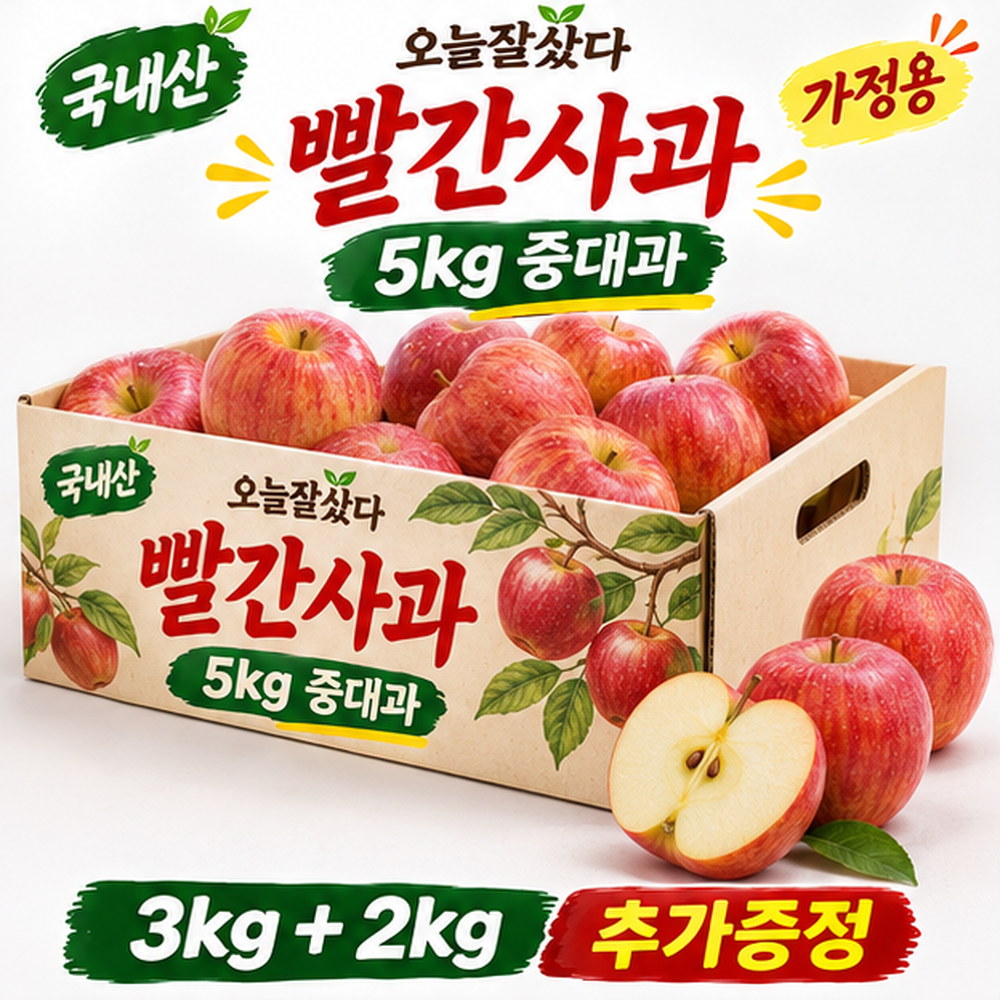 국내산
오늘잘샀다
가정용
빨간사과
5kg 중대과
국내산
오늘잘샀다
빨간사과
5kg 중대과
3kg + 2kg 추가증정